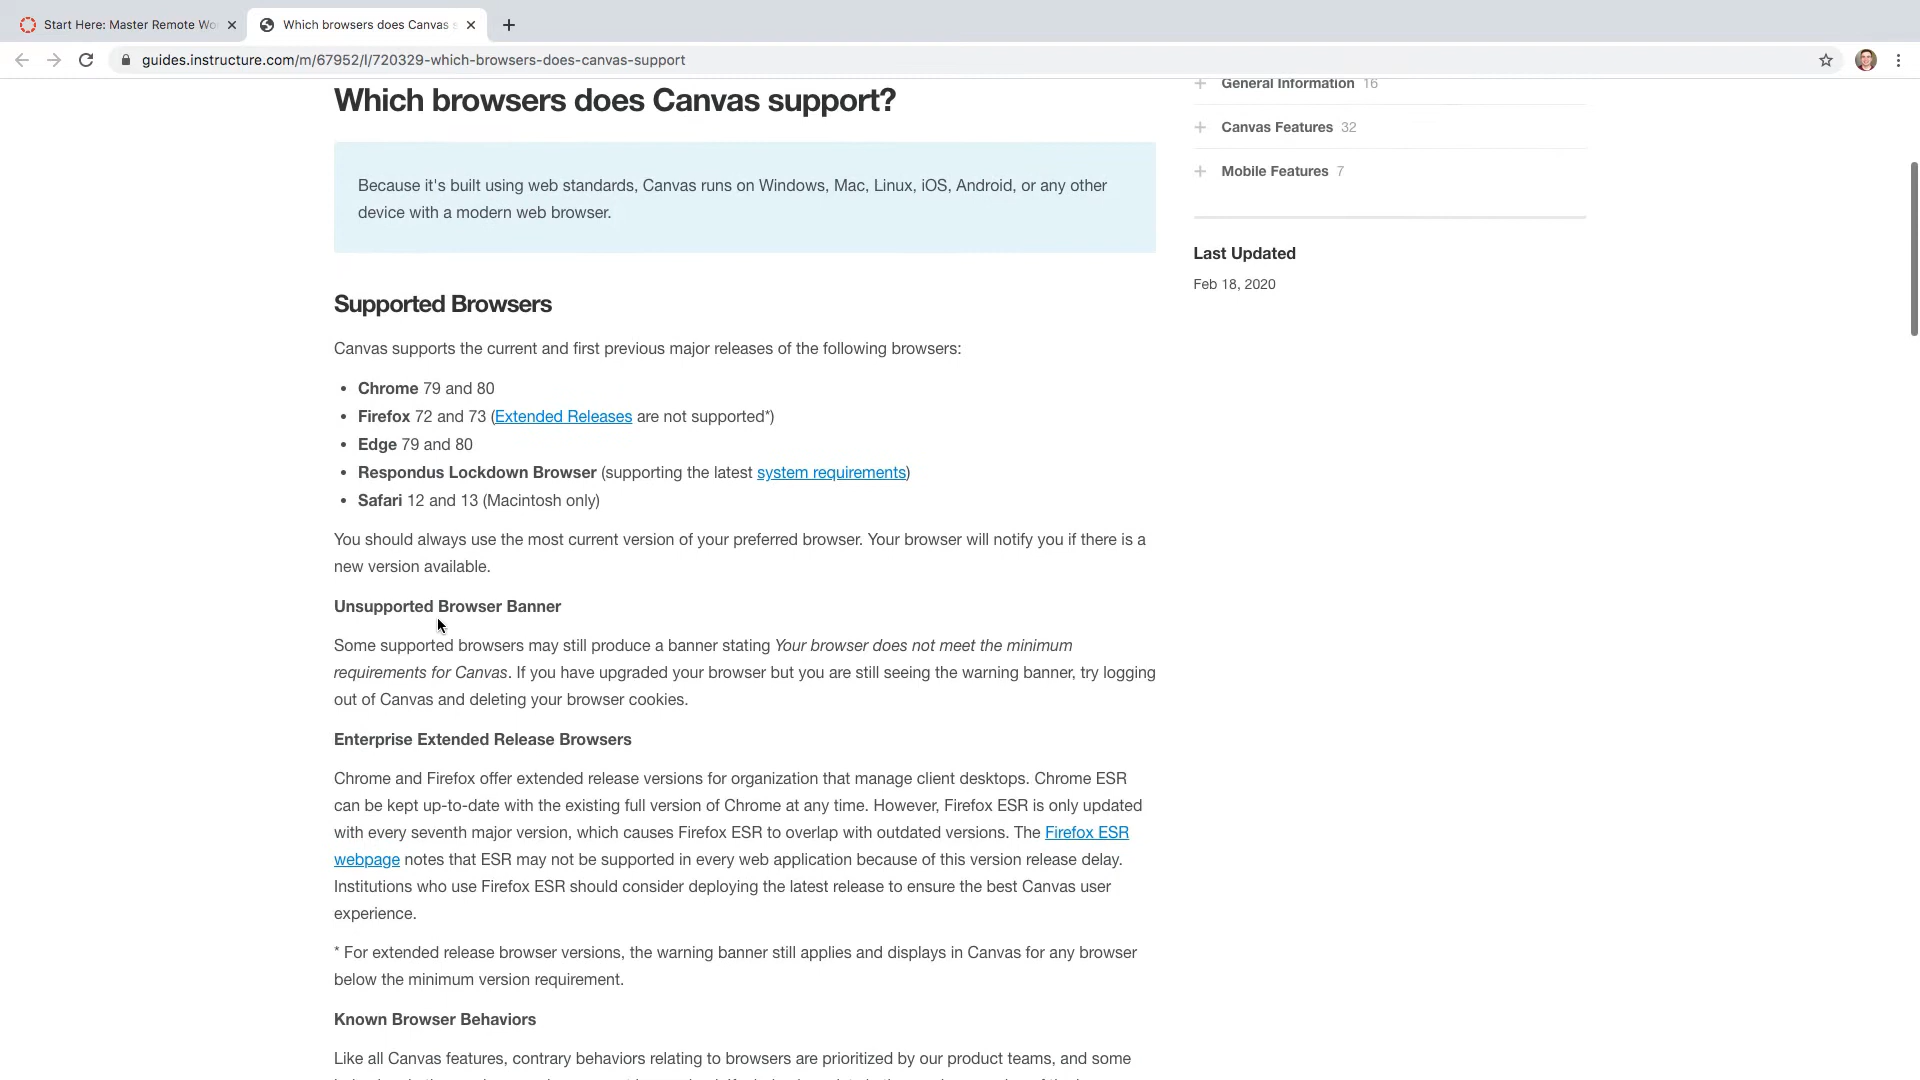 Start Here: Master Remote Wo
Which browsers does Canvas s
guides.instructure.com/m/67952/l/720329-which-browsers-does-canvas-support
Which browsers does Canvas support?
Because it's built using web standards, Canvas runs on Windows, Mac, Linux, iOS, Android, or any other
device with a modern web browser.
Supported Browsers
Canvas supports the current and first previous major releases of the following browsers:
• Chrome 79 and 80
• Firefox 72 and 73 (Extended Releases are not supported*)
• Edge 79 and 80
• Respondus Lockdown Browser (supporting the latest system requirements)
• Safari 12 and 13 (Macintosh only)
You should always use the most current version of your preferred browser. Your browser will notify you if there is a
new version available.
Unsupported Browser Banner
Some supported browsers may still produce a banner stating Your browser does not meet the minimum
requirements for Canvas. If you have upgraded your browser but you are still seeing the warning banner, try logging
out of Canvas and deleting your browser cookies.
Enterprise Extended Release Browsers
Chrome and Firefox offer extended release versions for organization that manage client desktops. Chrome ESR
can be kept up-to-date with the existing full version of Chrome at any time. However, Firefox ESR is only updated
with every seventh major version, which causes Firefox ESR to overlap with outdated versions. The Firefox ESR
webpage notes that ESR may not be supported in every web application because of this version release delay.
Institutions who use Firefox ESR should consider deploying the latest release to ensure the best Canvas user
experience.
* For extended release browser versions, the warning banner still applies and displays in Canvas for any browser
below the minimum version requirement.
Known Browser Behaviors
Like all Canvas features, contrary behaviors relating to browsers are prioritized by our product teams, and some
General Information 16
Canvas Features 32
Mobile Features 7
Last Updated
Feb 18, 2020